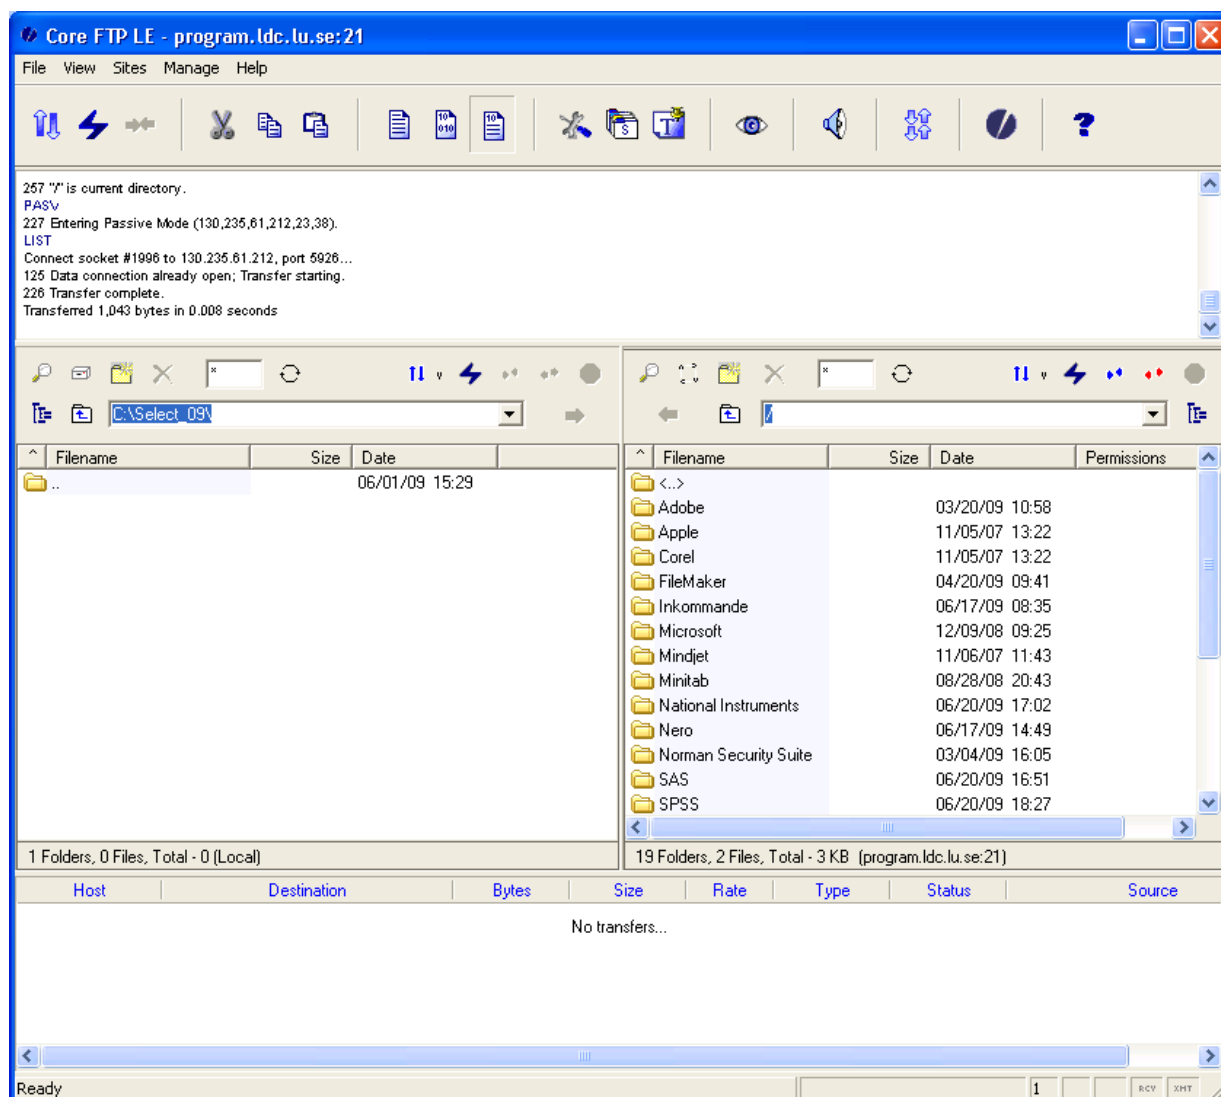 Core FTP LE - program.ldc.lu.se:21
File View Sites Manage Help
257 "/" is current directory.
PASV
227 Entering Passive Mode (130,235,61,212,23,38).
LIST
Connect socket #1996 to 130.235.61.212, port 5926...
125 Data connection already open; Transfer starting.
226 Transfer complete.
Transferred 1,043 bytes in 0.008 seconds
* *
C:\Select_09\ /
^ Filename Size Date
.. 06/01/09 15:29
1 Folders, 0 Files, Total - 0 (Local)
^ Filename Size Date Permissions
<..>
Adobe 03/20/09 10:58
Apple 11/05/07 13:22
Corel 11/05/07 13:22
FileMaker 04/20/09 09:41
Inkommande 06/17/09 08:35
Microsoft 12/09/08 09:25
Mindjet 11/06/07 11:43
Minitab 08/28/08 20:43
National Instruments 06/20/09 17:02
Nero 06/17/09 14:49
Norman Security Suite 03/04/09 16:05
SAS 06/20/09 16:51
SPSS 06/20/09 18:27
19 Folders, 2 Files, Total - 3 KB (program.ldc.lu.se:21)
Host Destination Bytes Size Rate Type Status Source
No transfers...
Ready 1 RCV XMT